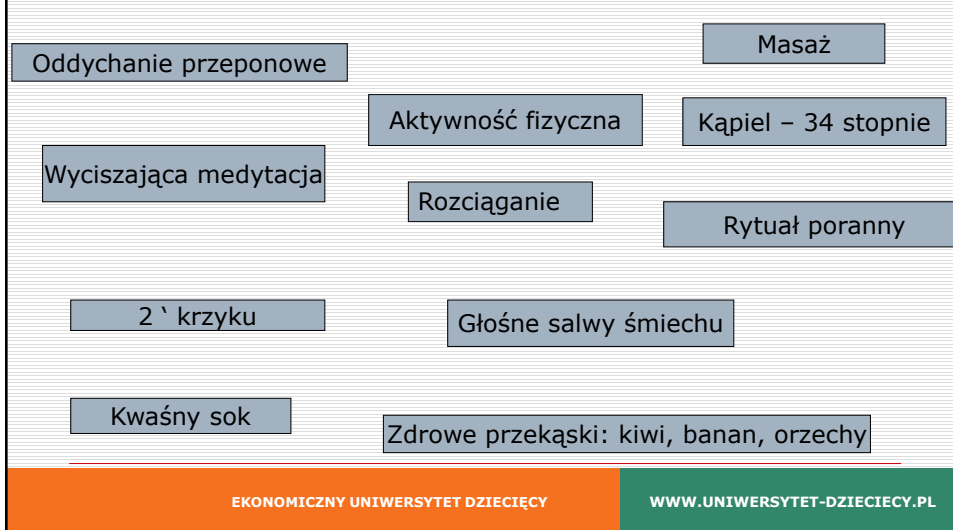 Masaż
Oddychanie przeponowe
Aktywność fizyczna
Kąpiel – 34 stopnie
Wyciszająca medytacja
Rozciąganie
Rytuał poranny
2 ‵ krzyku
Głośne salwy śmiechu
Kwaśny sok
Zdrowe przekąski: kiwi, banan, orzechy
EKONOMICZNY UNIWERSYTET DZIECIĘCY
WWW.UNIWERSYTET-DZIECIECY.PL